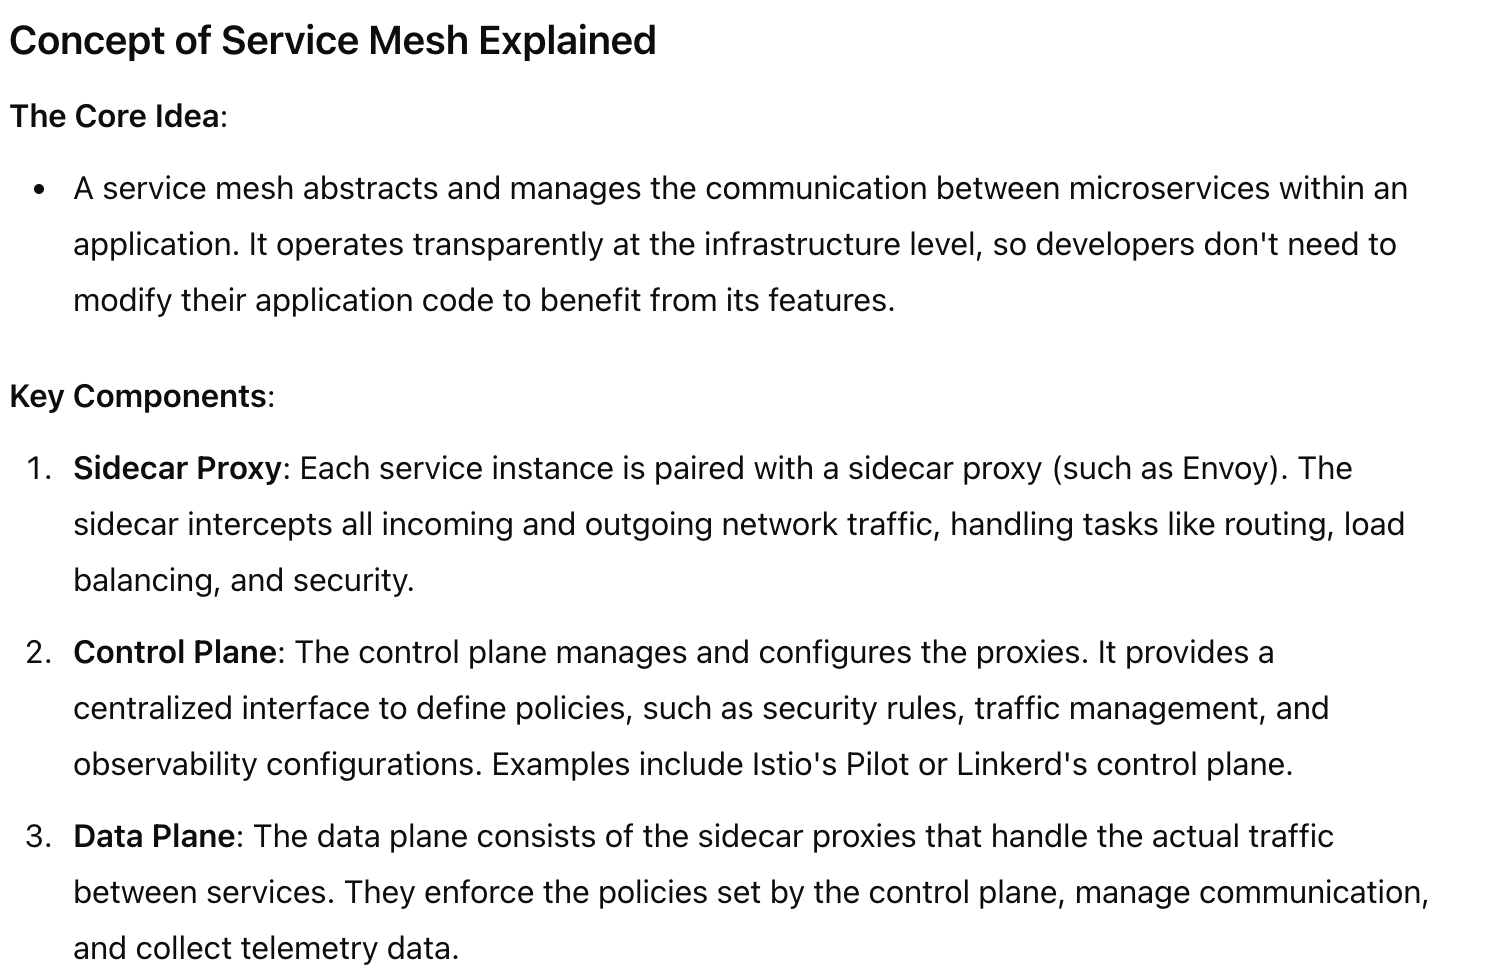 Concept of Service Mesh Explained
The Core Idea:
• A service mesh abstracts and manages the communication between microservices within an
application. It operates transparently at the infrastructure level, so developers don't need to
modify their application code to benefit from its features.
Key Components:
1. Sidecar Proxy: Each service instance is paired with a sidecar proxy (such as Envoy). The
sidecar intercepts all incoming and outgoing network traffic, handling tasks like routing, load
balancing, and security.
2. Control Plane: The control plane manages and configures the proxies. It provides a
centralized interface to define policies, such as security rules, traffic management, and
observability configurations. Examples include Istio's Pilot or Linkerd's control plane.
3. Data Plane: The data plane consists of the sidecar proxies that handle the actual traffic
between services. They enforce the policies set by the control plane, manage communication,
and collect telemetry data.